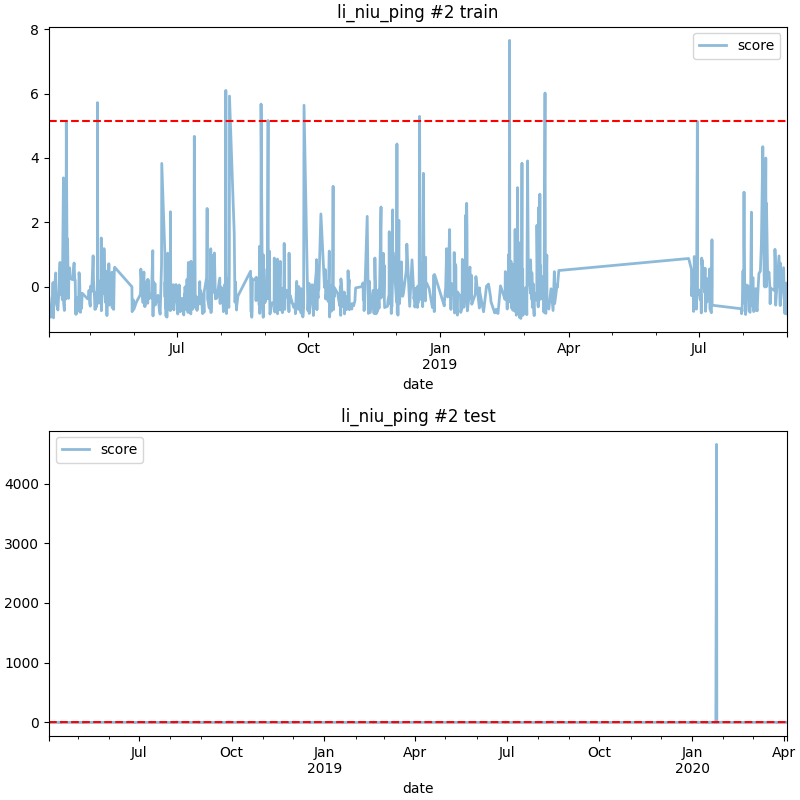 li_niu_ping #2 train
score
8
6
4
2
0
Jul
Oct
Jan
2019
Apr
Jul
date
li_niu_ping #2 test
score
4000
3000
2000
1000
0
Jul
Oct
Jan
2019
Apr
Jul
Oct
Jan
2020
Apr
date